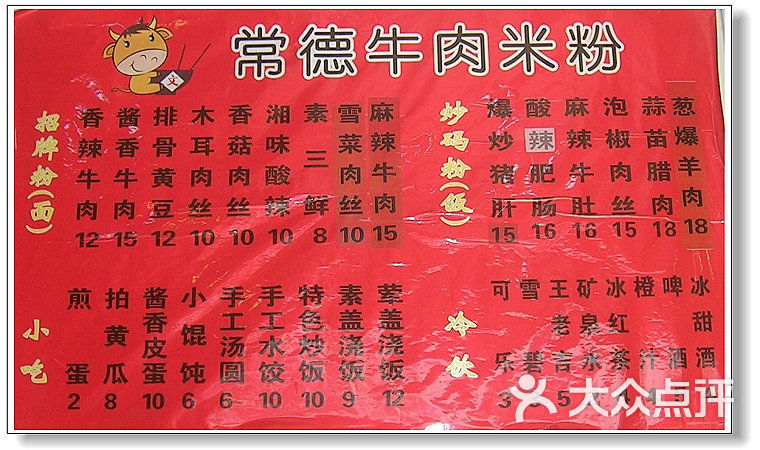 常德牛肉米粉
招牌粉(面)
香辣牛肉 12
酱香牛肉 15
排骨黄豆 12
木耳肉丝 10
香菇肉丝 10
湘味酸辣 10
素三鲜 8
雪菜肉丝 10
麻辣牛肉 15
炒码粉(饭)
爆炒猪肝 15
酸辣肥肠 16
麻辣牛肚 16
泡椒肉丝 15
蒜苗腊肉 18
葱爆羊肉 18
小吃
煎蛋 2
拍黄瓜 8
酱香皮蛋 10
小馄饨 6
手工汤圆 6
手工水饺 10
特色炒饭 10
素盖浇饭 9
荤盖浇饭 12
冷饮
可乐 3
雪碧
王老吉 5
矿泉水
冰红茶
橙汁
啤酒
冰甜酒
大众点评